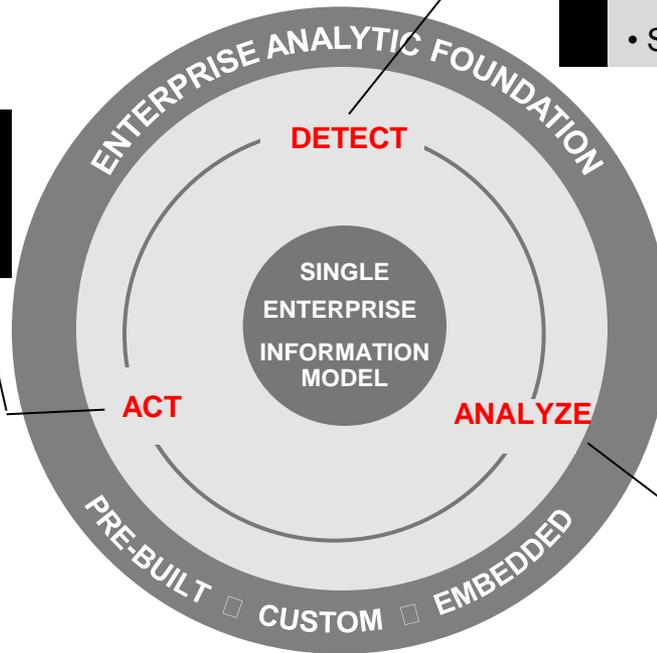 • S
ENTERPRISE ANALYTIC FOUNDATION
DETECT
SINGLE
ENTERPRISE
INFORMATION
MODEL
ACT
ANALYZE
PRE-BUILT □ CUSTOM □ EMBEDDED